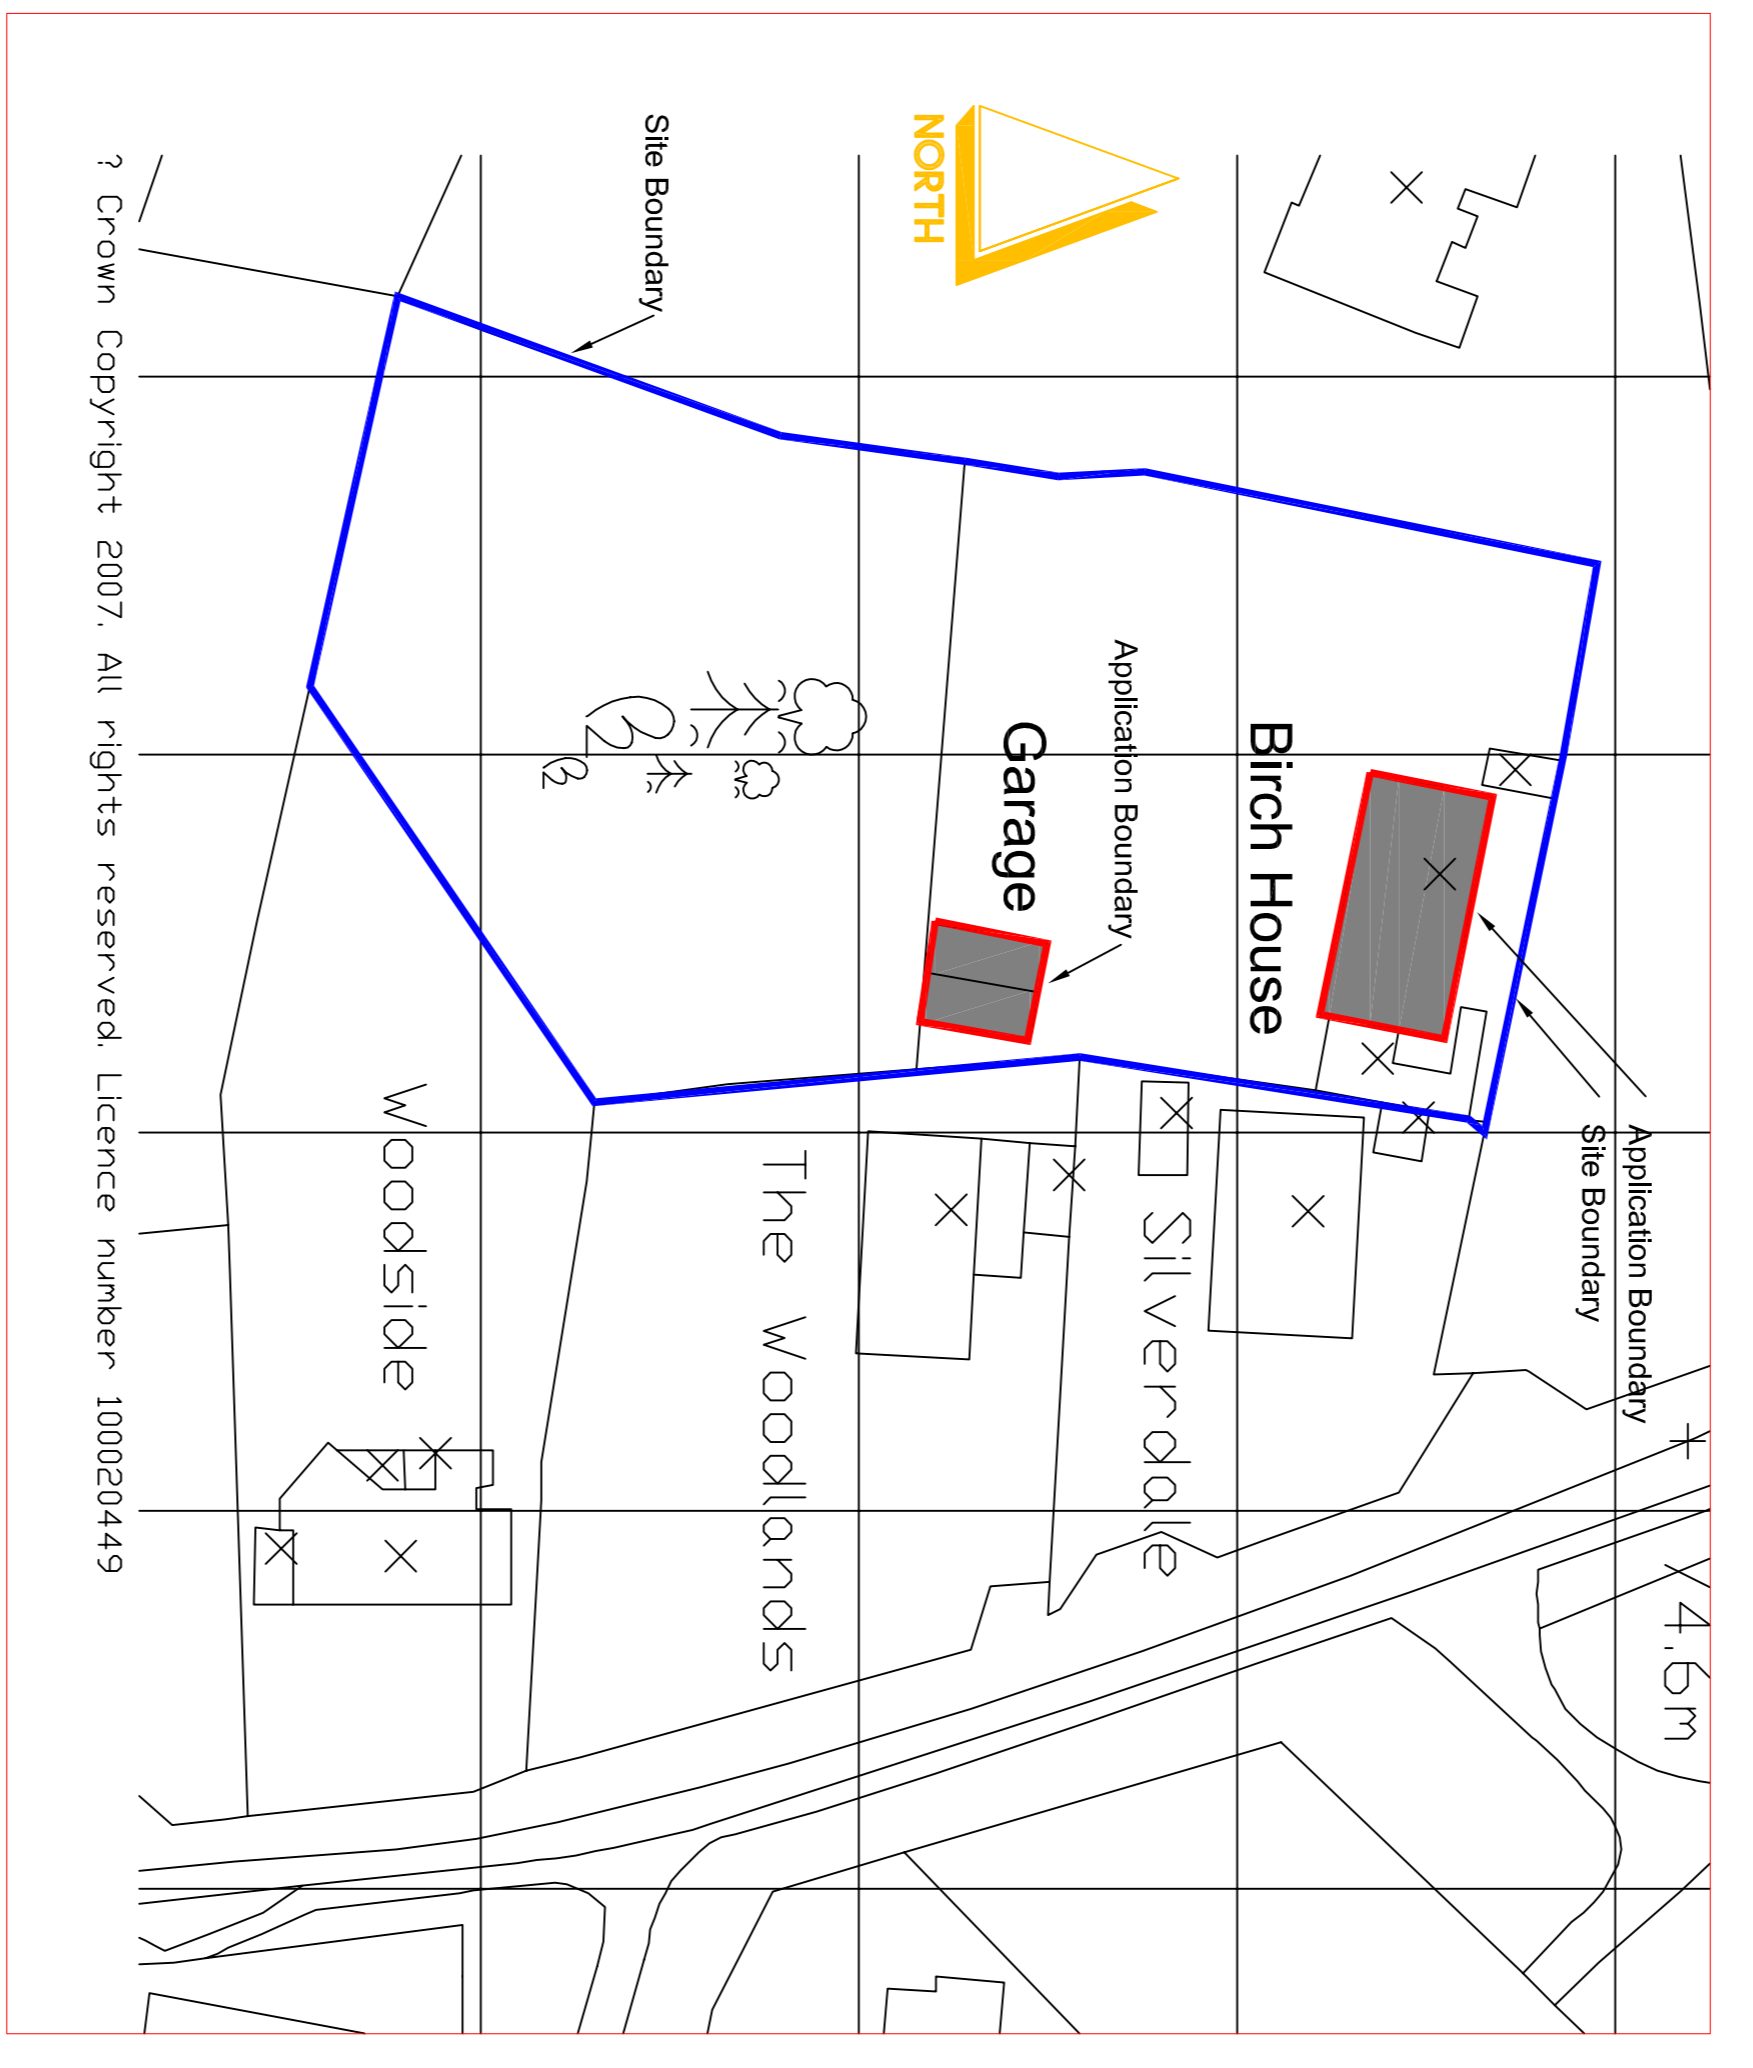 Application Boundary
Site Boundary
4.6m
Birch House
Application Boundary
Garage
Silverdale
NORTH
The Woodlands
Site Boundary
Woodside
? Crown Copyright 2007. All rights reserved. Licence number 100020449